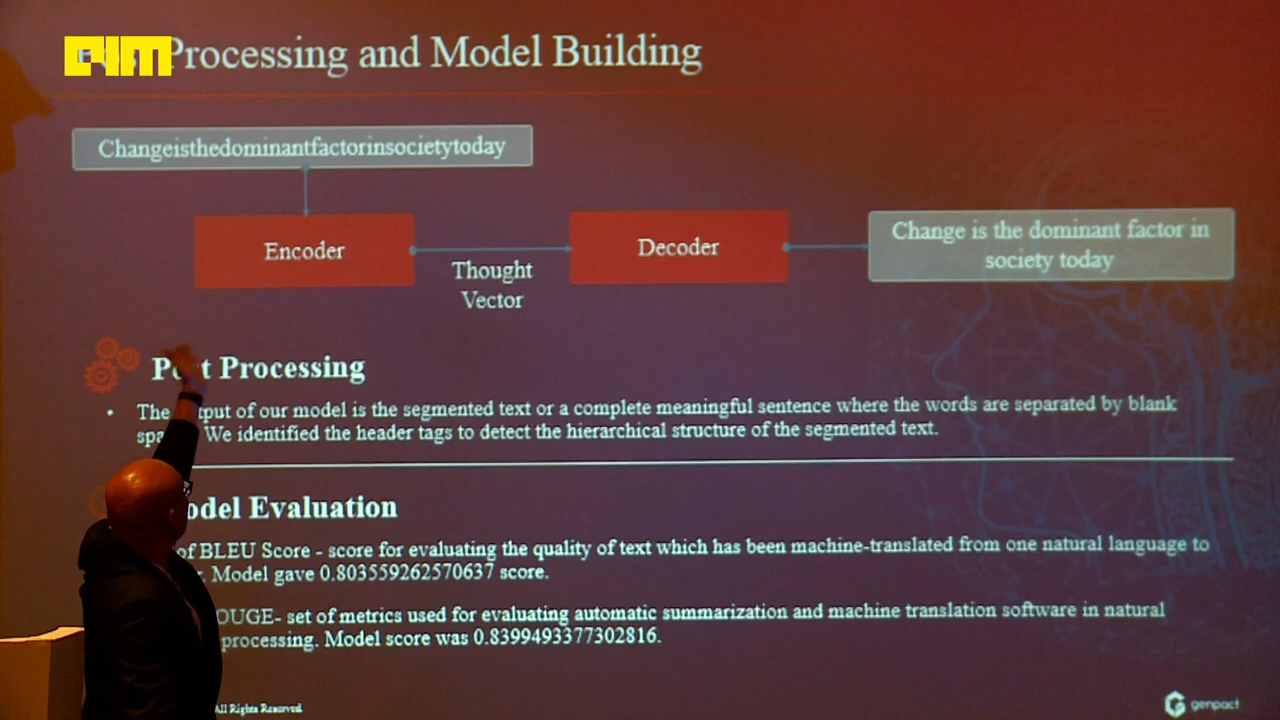 AIM
Processing and Model Building
Changeisthedominantfactorinsocietytoday
Encoder
Thought
Vector
Decoder
Change is the dominant factor in
society today
Processing
The of our model is the segmented text or a complete meaningful sentence where the words are separated by blank
We identified the header tags to detect the hierarchical structure of the segmented text.
Evaluation
of BLEU Score - score for evaluating the quality of text which has been machine-translated from one natural language to
Model gave 0.803559262570637 score.
set of metrics used for evaluating automatic summarization and machine translation software in natural
processing. Model score was 0.8399493377302816.
All Rights Reserved
genpact